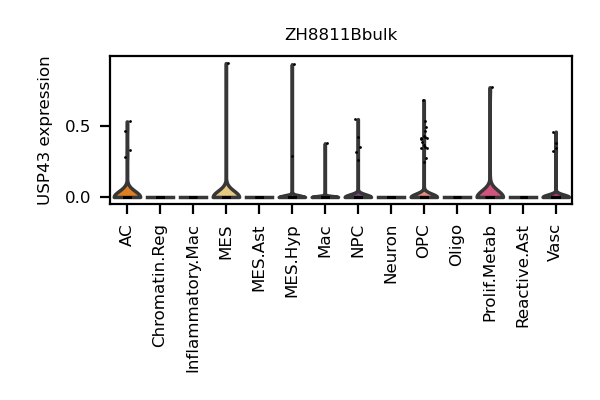 ZH8811Bbulk
USP43 expression
0.5
0.0
AC
Chromatin.Reg
Inflammatory.Mac
MES
MES.Ast
MES.Hyp
Mac
NPC
Neuron
OPC
Oligo
Prolif.Metab
Reactive.Ast
Vasc